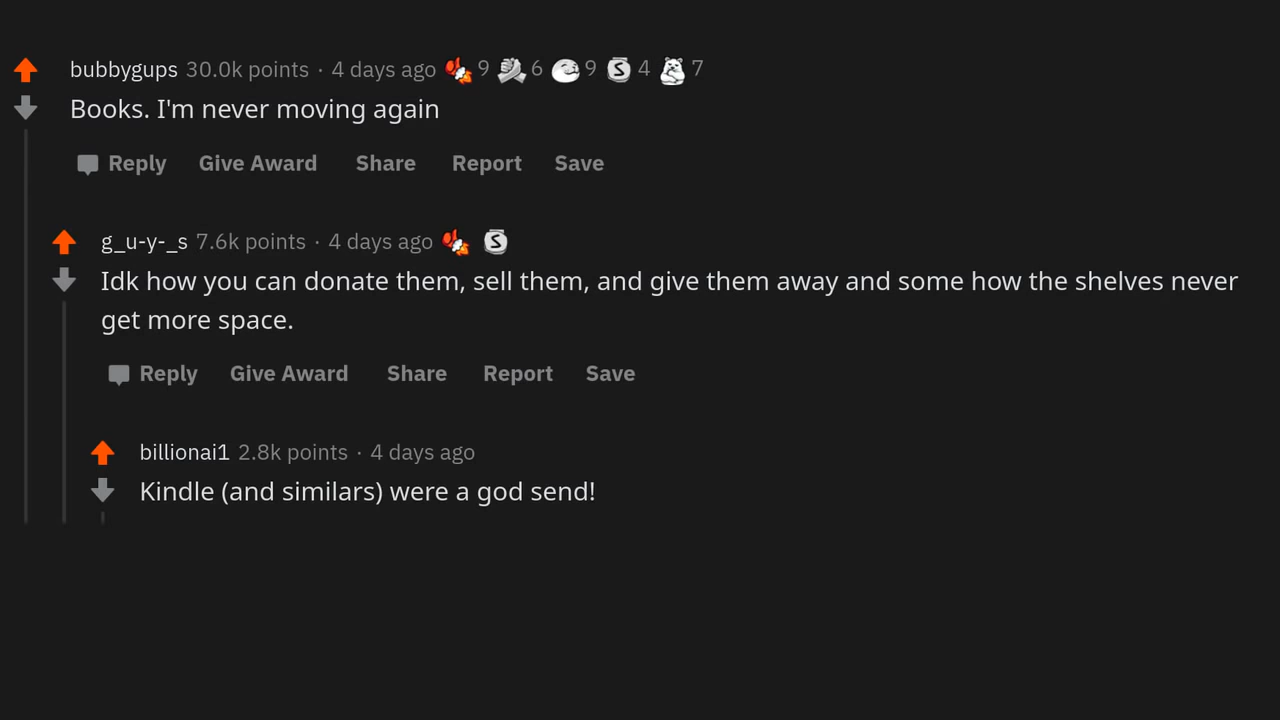 bubbygups 30.0k points · 4 days ago 9 6 9 S 4 7
Books. I'm never moving again
Reply Give Award Share Report Save
g_u-y-_s 7.6k points · 4 days ago S
Idk how you can donate them, sell them, and give them away and some how the shelves never
get more space.
Reply Give Award Share Report Save
billionai1 2.8k points · 4 days ago
Kindle (and similars) were a god send!